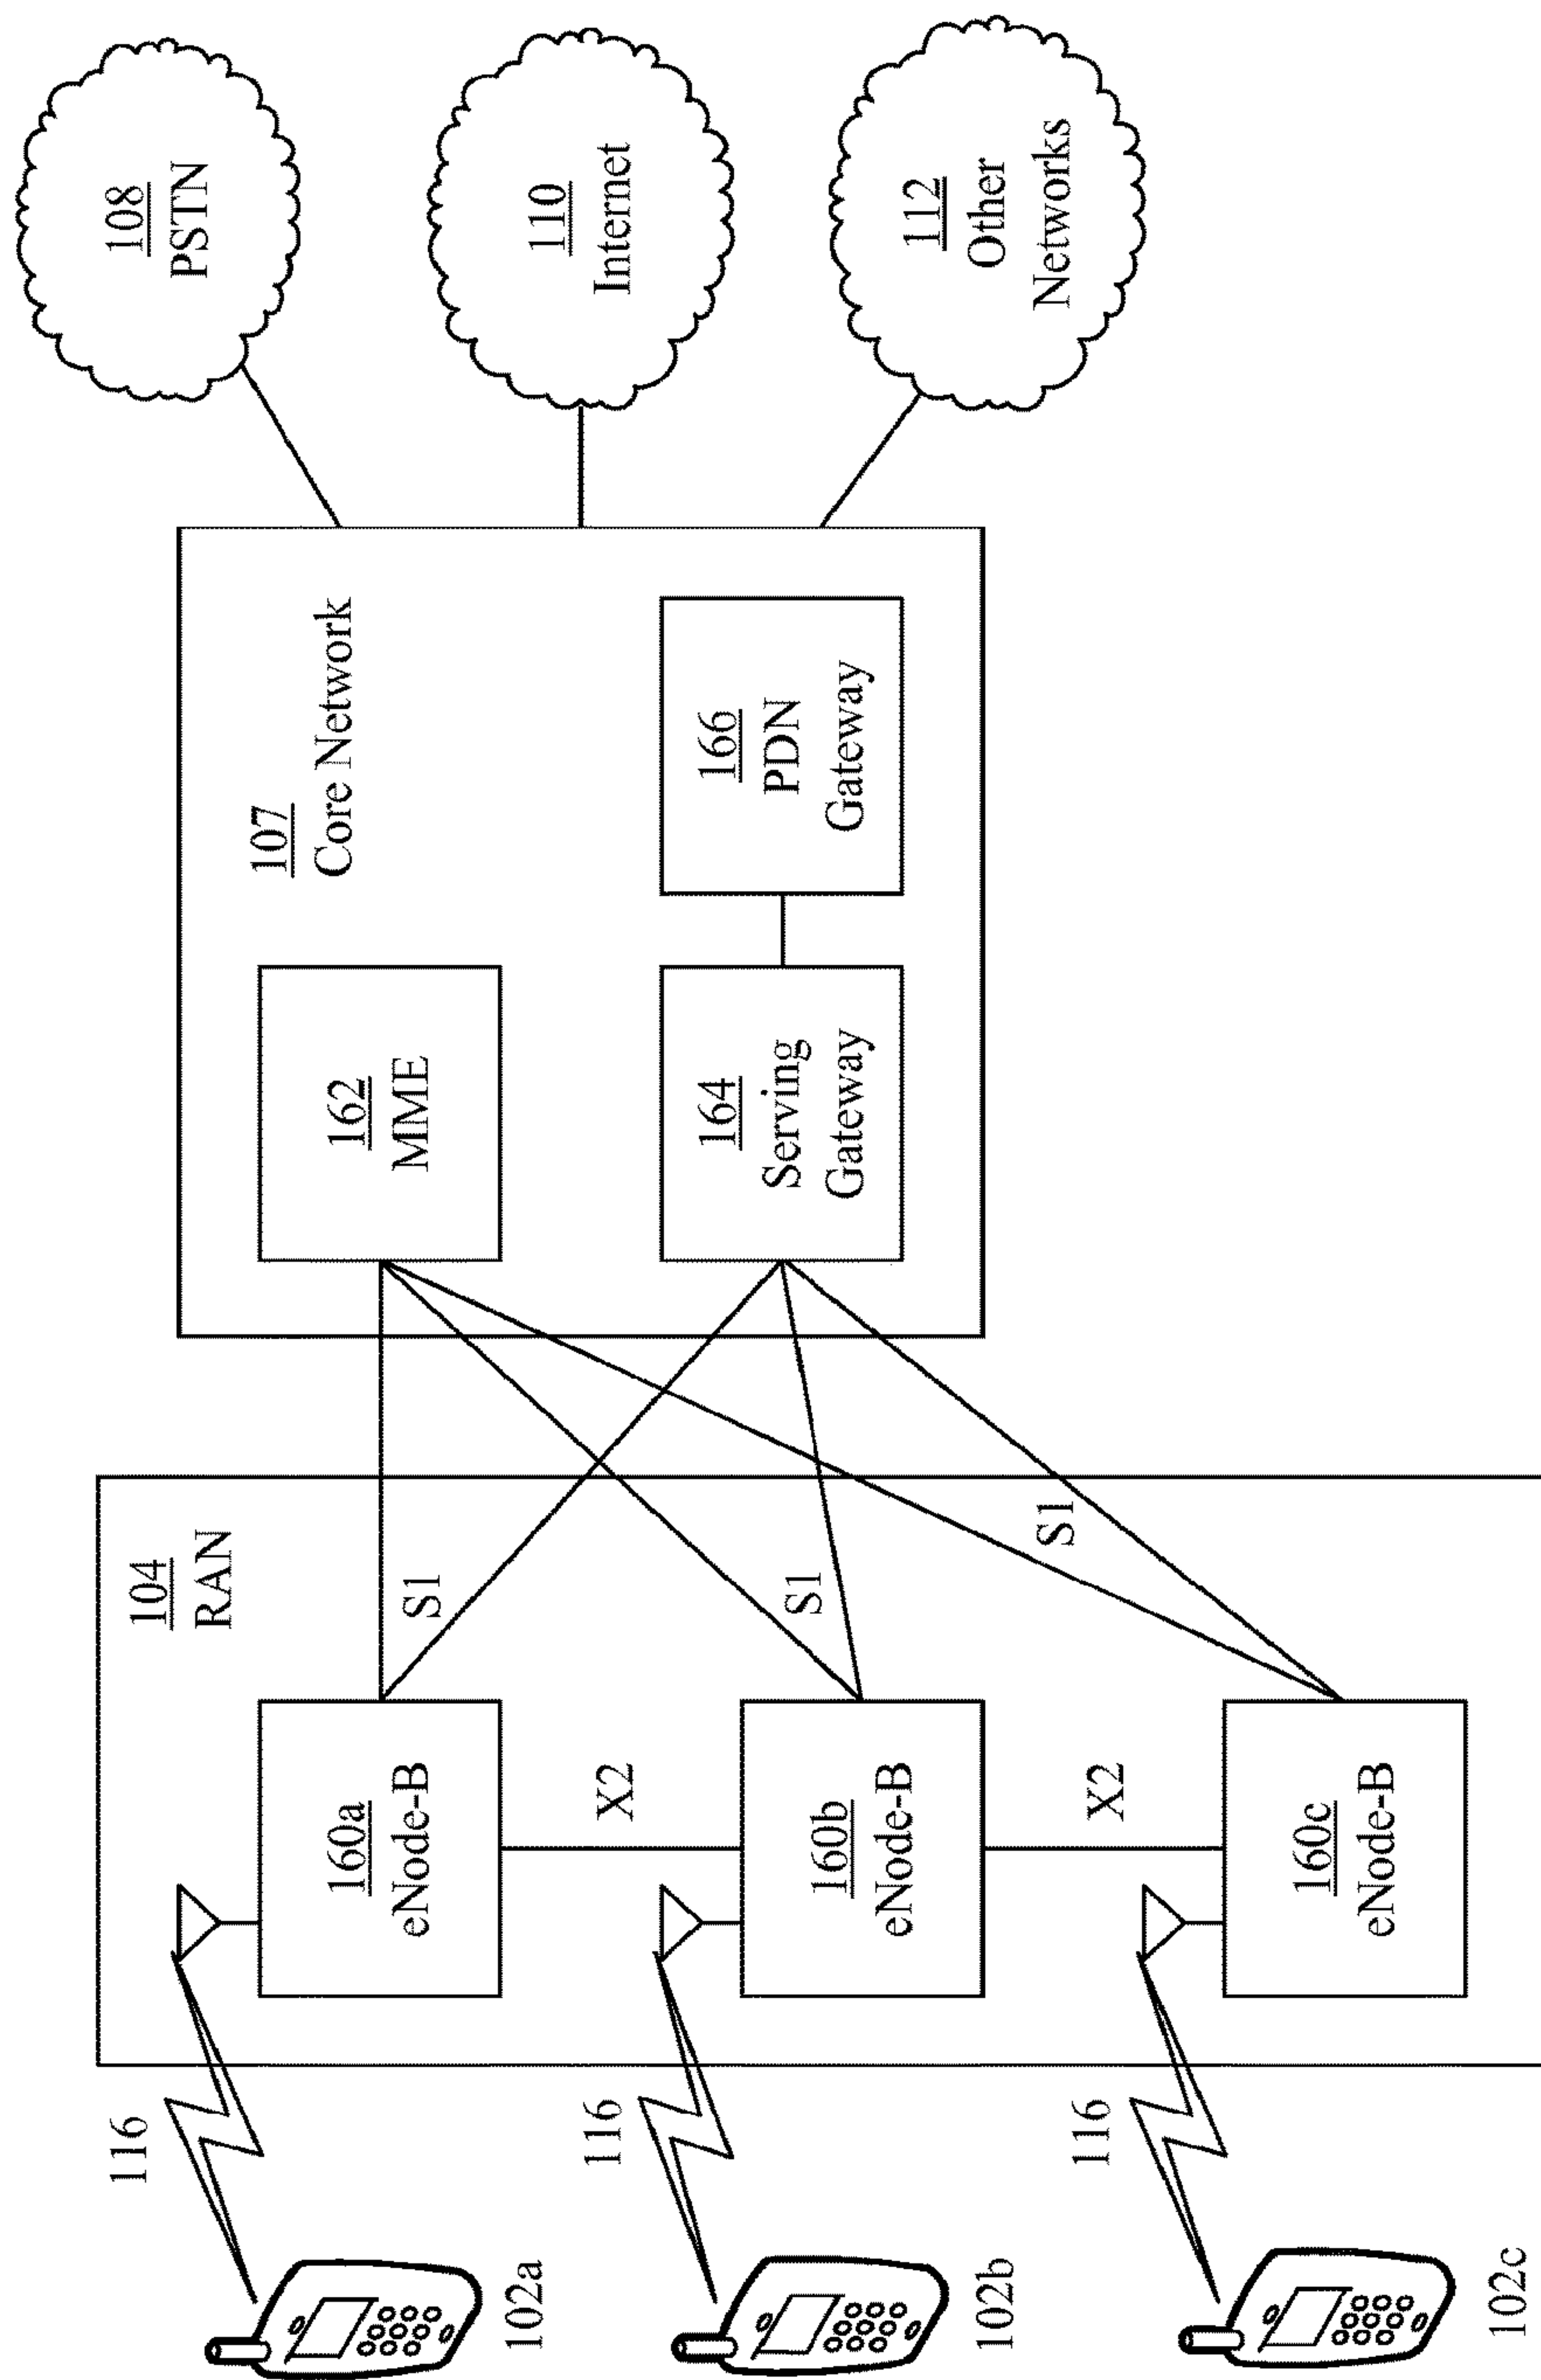 116
102a
116
102b
116
102c
104
RAN
160a
eNode-B
X2
160b
eNode-B
X2
160c
eNode-B
S1
S1
S1
107
Core Network
162
MME
164
Serving
Gateway
166
PDN
Gateway
108
PSTN
110
Internet
112
Other
Networks